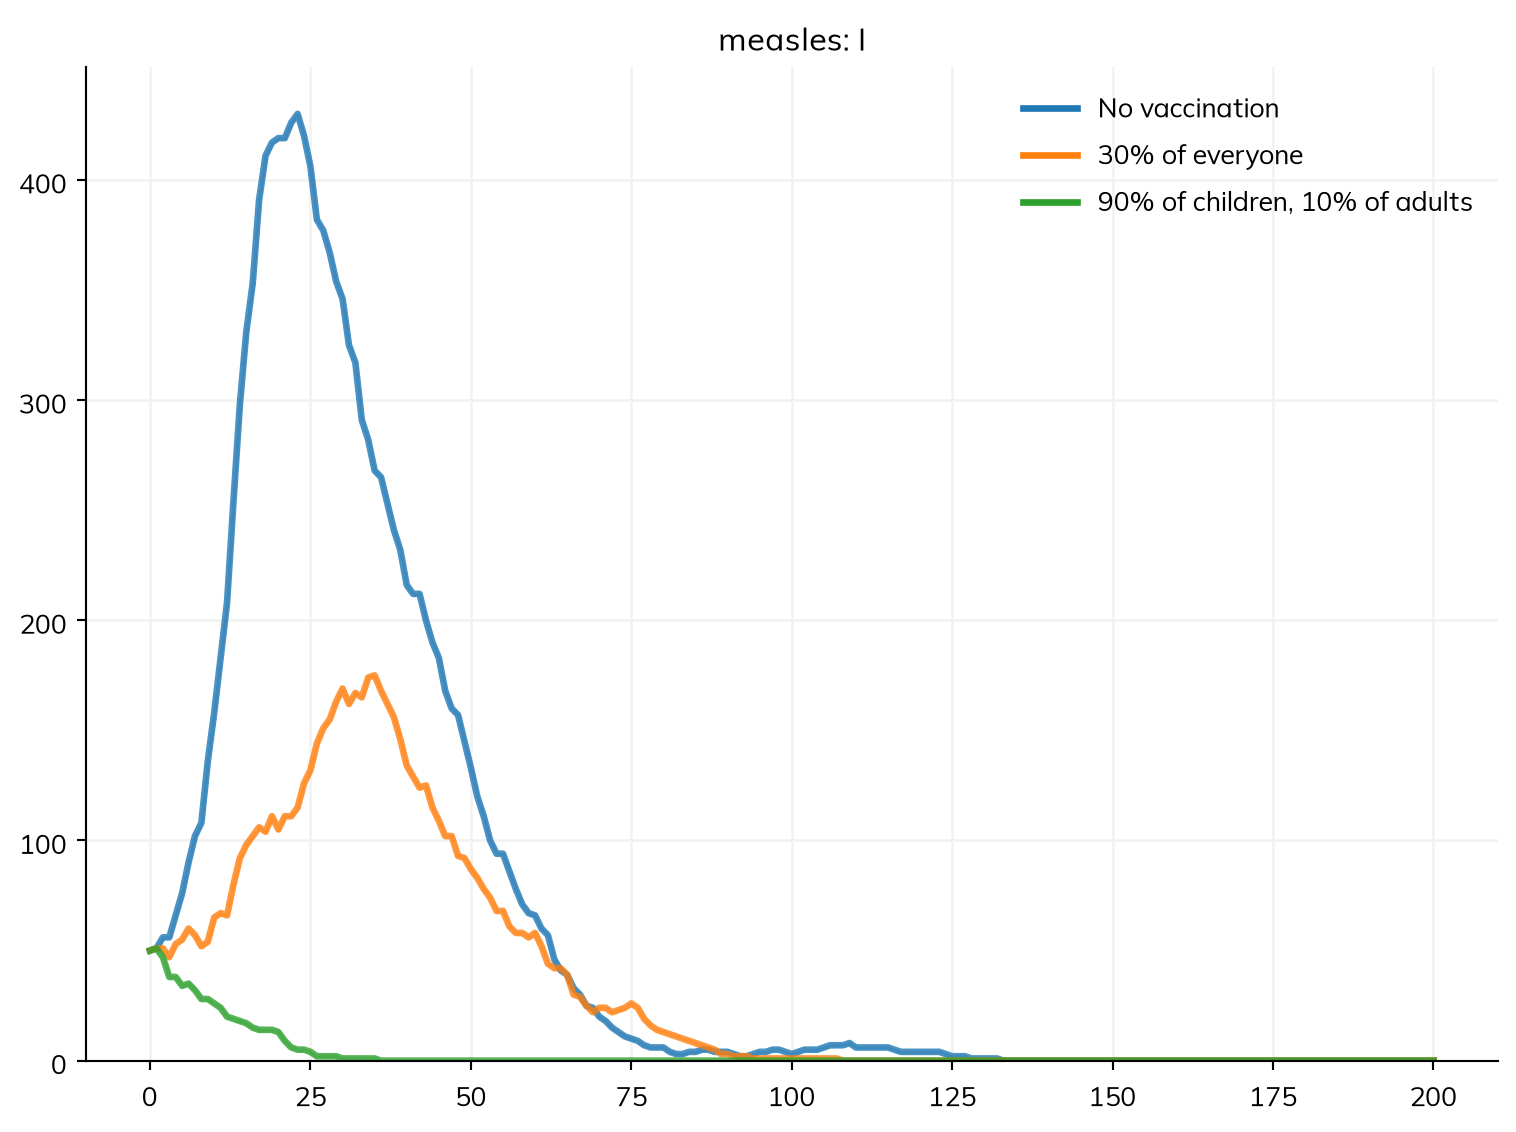 measles: I
No vaccination
30% of everyone
90% of children, 10% of adults
400
300
200
100
0
0 25 50 75 100 125 150 175 200